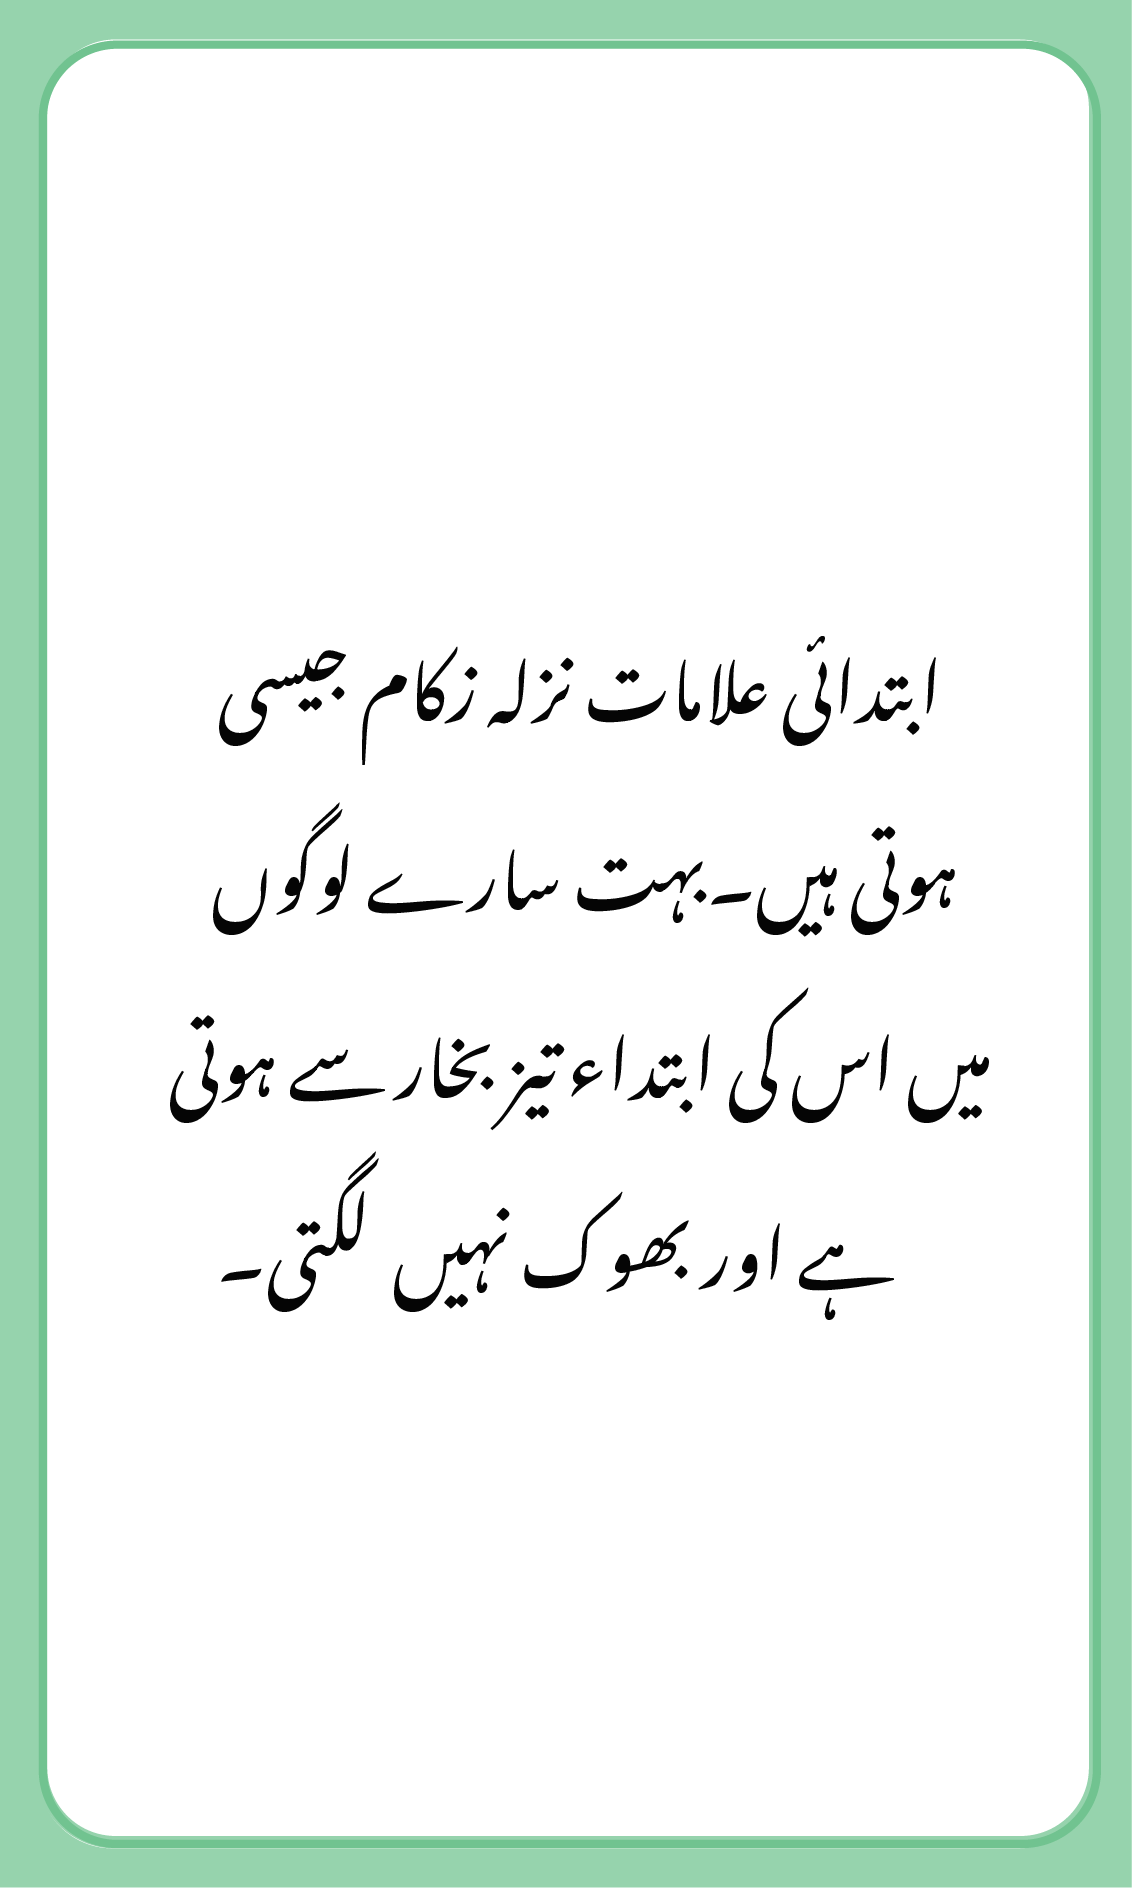 ابتدائی علامات نزلہ زکام جیسی
ہوتی ہیں۔بہت سارے لوگوں
میں اس کی ابتداء تیز بخار سے ہوتی
ہے اور بھوک نہیں لگتی۔